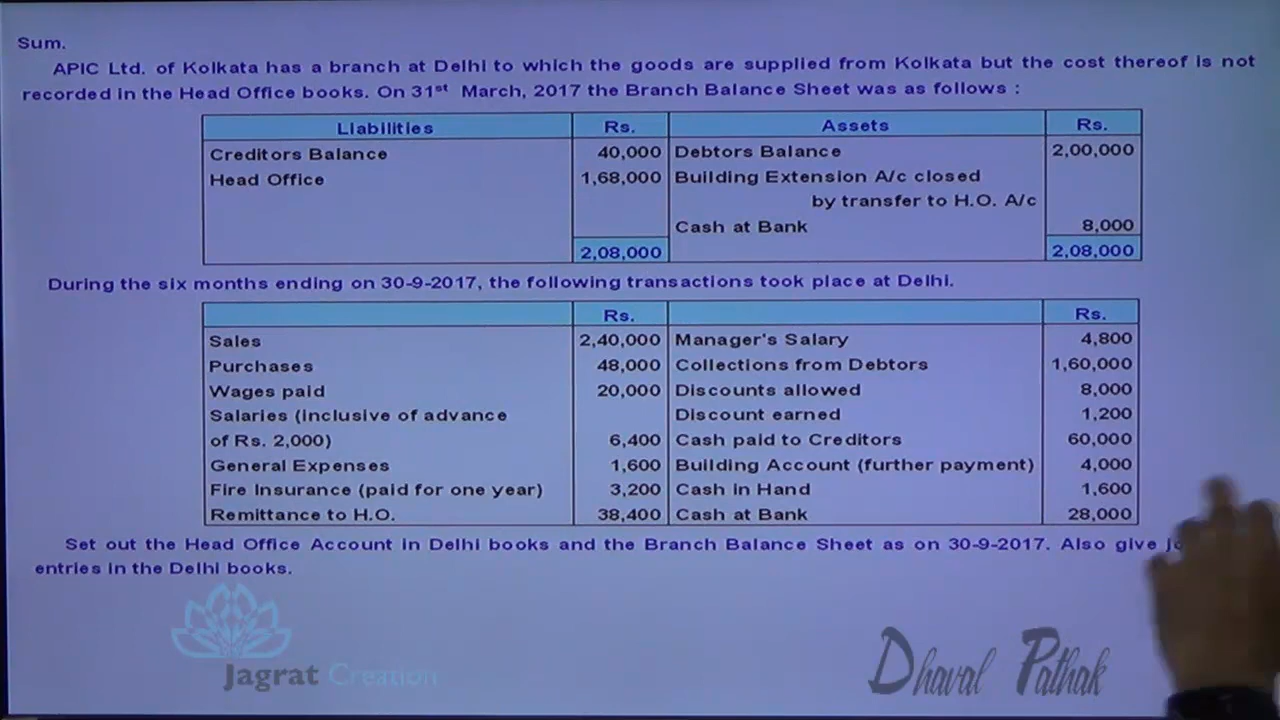 Sum.
APIC Ltd. of Kolkata has a branch at Delhi to which the goods are supplied from Kolkata but the cost thereof is not
recorded in the Head Office books. On 31st March, 2017 the Branch Balance Sheet was as follows :
Liabilities Rs. Assets Rs.
Creditors Balance 40,000 Debtors Balance 2,00,000
Head Office 1,68,000 Building Extension A/c closed
by transfer to H.O. A/c
Cash at Bank 8,000
2,08,000 2,08,000
During the six months ending on 30-9-2017, the following transactions took place at Delhi.
Rs. Rs.
Sales 2,40,000 Manager's Salary 4,800
Purchases 48,000 Collections from Debtors 1,60,000
Wages paid 20,000 Discounts allowed 8,000
Salaries (inclusive of advance Discount earned 1,200
of Rs. 2,000) 6,400 Cash paid to Creditors 60,000
General Expenses 1,600 Building Account (further payment) 4,000
Fire Insurance (paid for one year) 3,200 Cash in Hand 1,600
Remittance to H.O. 38,400 Cash at Bank 28,000
Set out the Head Office Account in Delhi books and the Branch Balance Sheet as on 30-9-2017. Also give
entries in the Delhi books.
Jagrat Creation
Dhaval Pathak